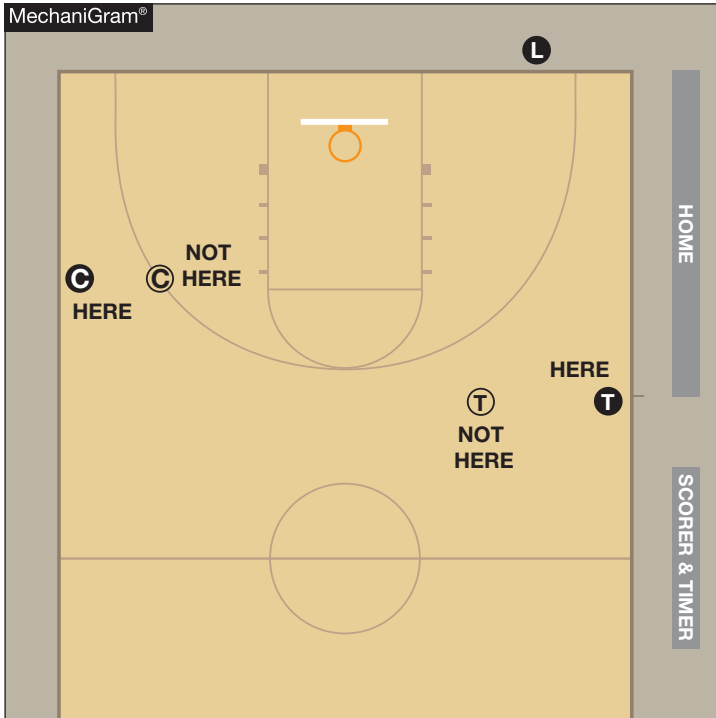 MechaniGram®
L
HOME
NOT
HERE
C
C
HERE
HERE
T
T
NOT
HERE
SCORER & TIMER